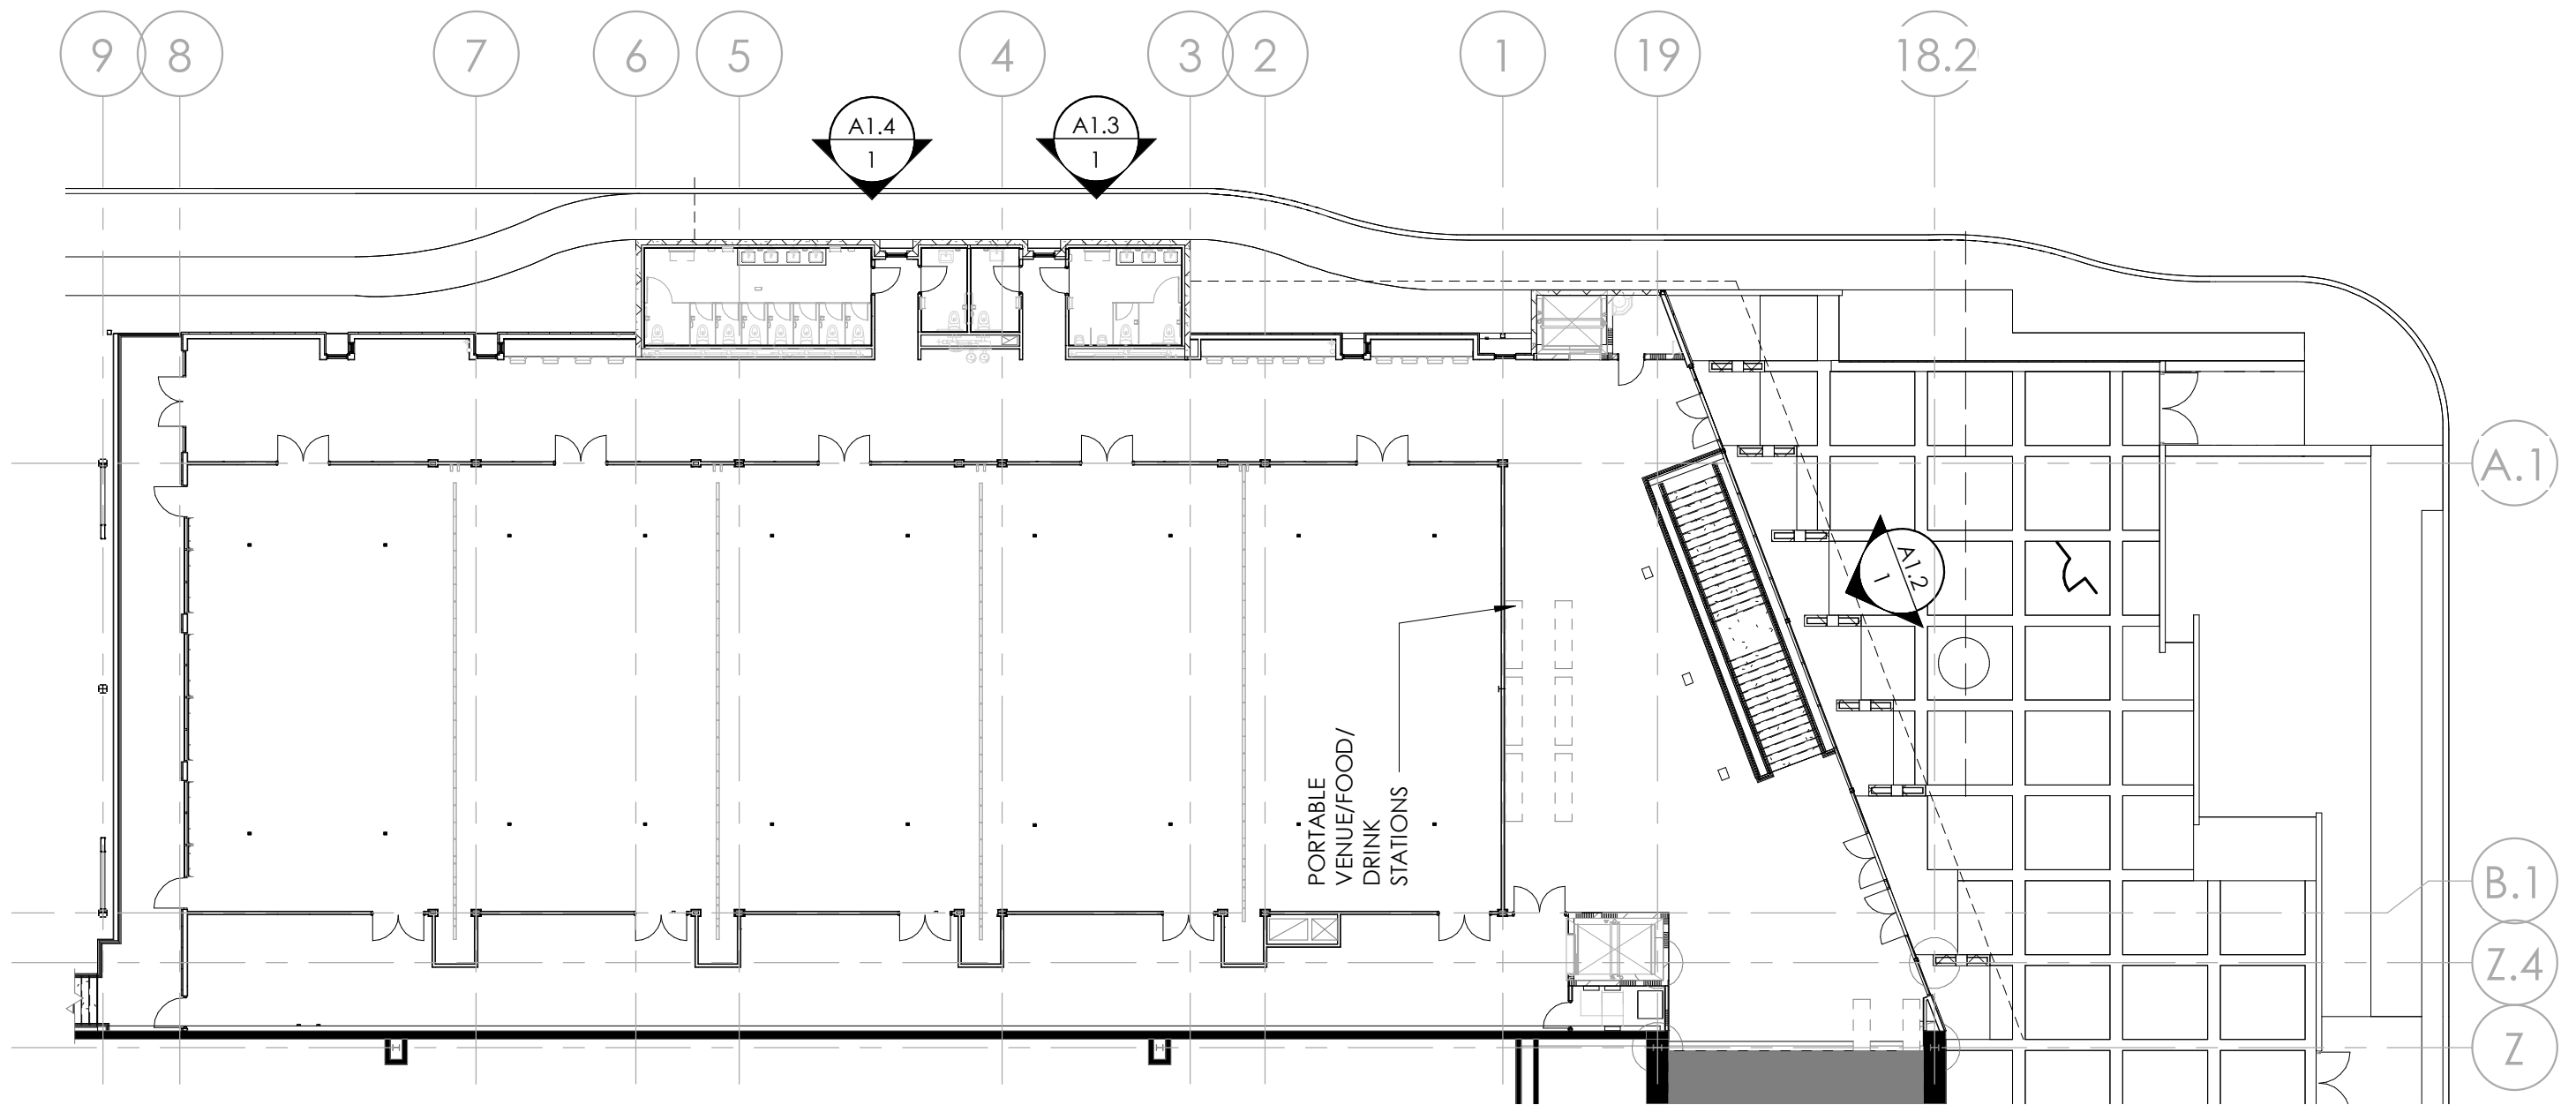 9
8
7
6
5
4
3
2
1
19
18.2
A1.4
1
A1.3
1
A.1
A1.2
1
PORTABLE
VENUE/FOOD/
DRINK
STATIONS
B.1
Z.4
Z